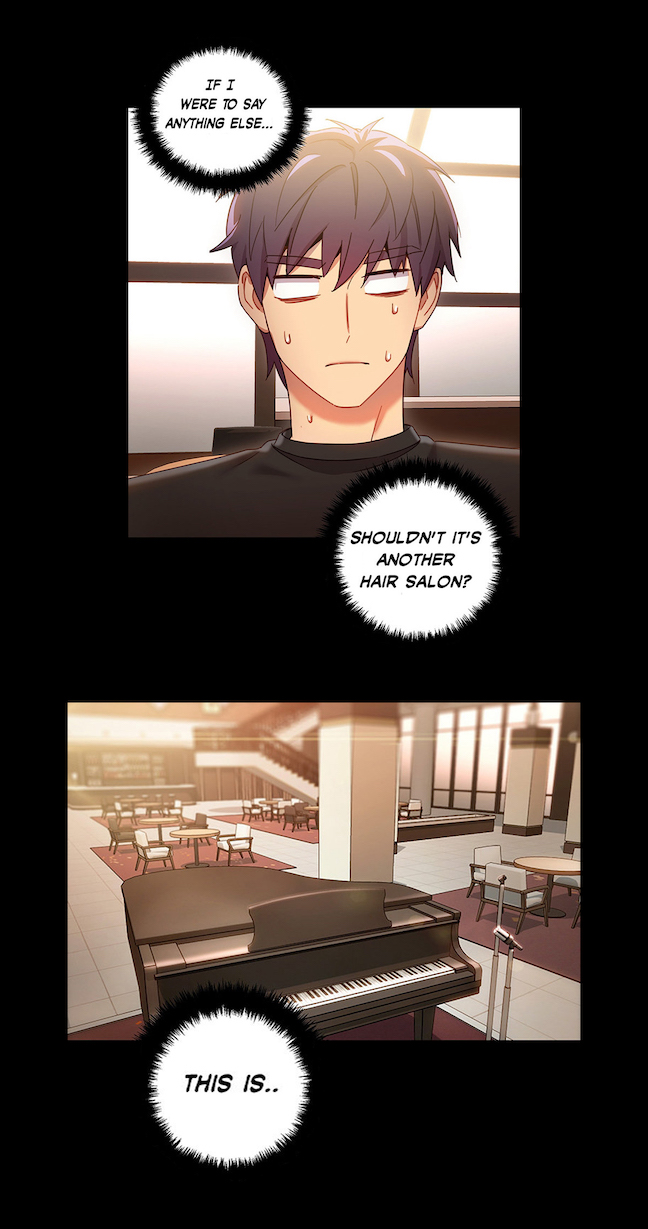 IF I
WERE TO SAY
ANYTHING ELSE...
SHOULDN'T IT'S
ANOTHER
HAIR SALON?
THIS IS..